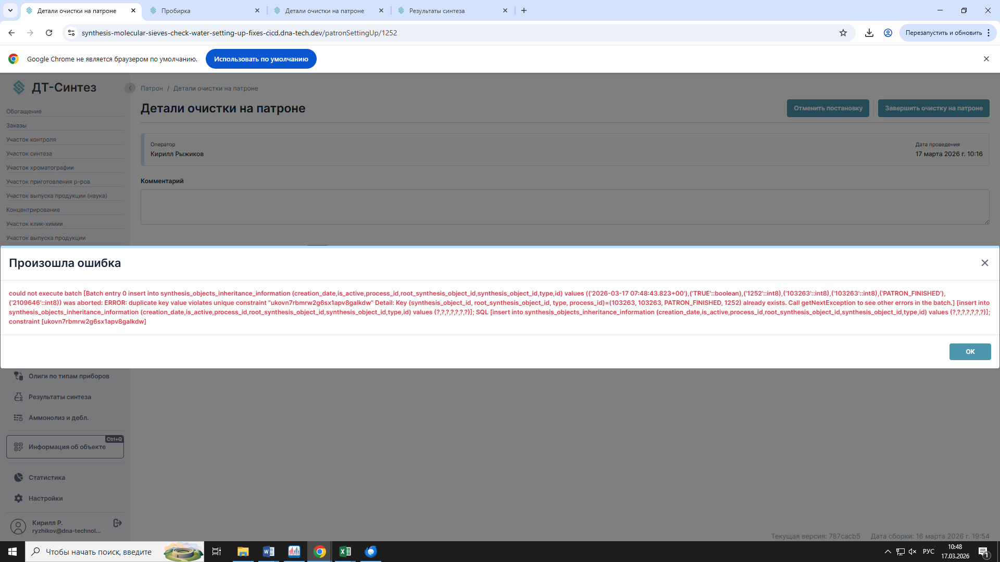 Детали очистки на патроне
Пробирка
Детали очистки на патроне
Результаты синтеза
synthesis-molecular-sieves-check-water-setting-up-fixes-cicd.dna-tech.dev/patronSettingUp/1252
Перезапустить и обновить
Google Chrome не является браузером по умолчанию.
Использовать по умолчанию
ДТ-Синтез
Обогащение
Заказы
Участок контроля
Участок синтеза
Участок хроматографии
Участок приготовления р-ров
Участок выпуска продукции (наука)
Концентрирование
Участок клик-химии
Участок выпуска продукции
Патрон / Детали очистки на патроне
Детали очистки на патроне
Отменить постановку
Завершить очистку на патроне
Оператор
Кирилл Рыжиков
Дата проведения
17 марта 2026 г. 10:16
Комментарий
Произошла ошибка
could not execute batch [Batch entry 0 insert into synthesis_objects_inheritance_information (creation_date,is_active,process_id,root_synthesis_object_id,synthesis_object_id,type,id) values (('2026-03-17 07:48:43.823+00'),('TRUE'::boolean),('1252'::int8),('103263'::int8),('103263'::int8),('PATRON_FINISHED'),
('2109646'::int8)) was aborted: ERROR: duplicate key value violates unique constraint "ukovn7rbmrw2g6sx1apv8galkdw" Detail: Key (synthesis_object_id, root_synthesis_object_id, type, process_id)=(103263, 103263, PATRON_FINISHED, 1252) already exists. Call getNextException to see other errors in the batch.] [insert into
synthesis_objects_inheritance_information (creation_date,is_active,process_id,root_synthesis_object_id,synthesis_object_id,type,id) values (?,?,?,?,?,?,?)]; SQL [insert into synthesis_objects_inheritance_information (creation_date,is_active,process_id,root_synthesis_object_id,synthesis_object_id,type,id) values (?,?,?,?,?,?,?)];
constraint [ukovn7rbmrw2g6sx1apv8galkdw]
OK
Олиги по типам приборов
Результаты синтеза
Аммонолиз и дебл.
Ctrl+Q
Информация об объекте
Статистика
Настройки
Кирилл Р.
ryzhikov@dna-technol...
Текущая версия: 787cacb5
Дата сборки: 16 марта 2026 г. 19:54
Чтобы начать поиск, введите
РУС
10:48
17.03.2026
1